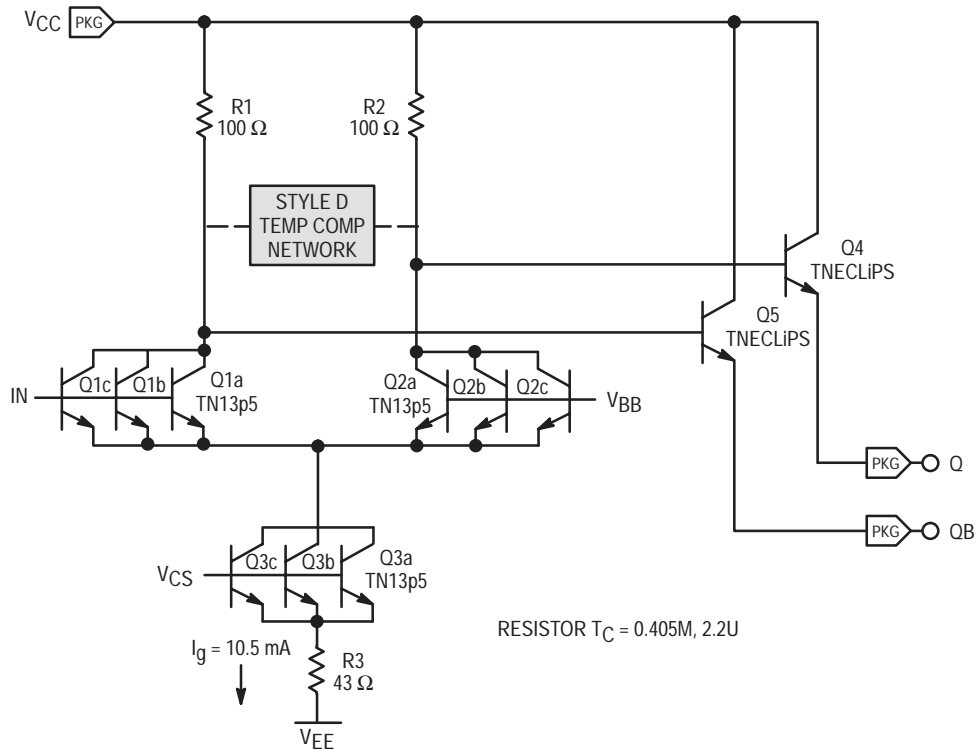 VCC PKG
R1
100 Ω
R2
100 Ω
STYLE D
TEMP COMP
NETWORK
Q4
TNECLiPS
Q5
TNECLiPS
IN
Q1c
Q1b
Q1a
TN13p5
Q2a
TN13p5
Q2b
Q2c
VBB
PKG Q
PKG QB
VCS
Q3c
Q3b
Q3a
TN13p5
RESISTOR TC = 0.405M, 2.2U
Ig = 10.5 mA
R3
43 Ω
VEE